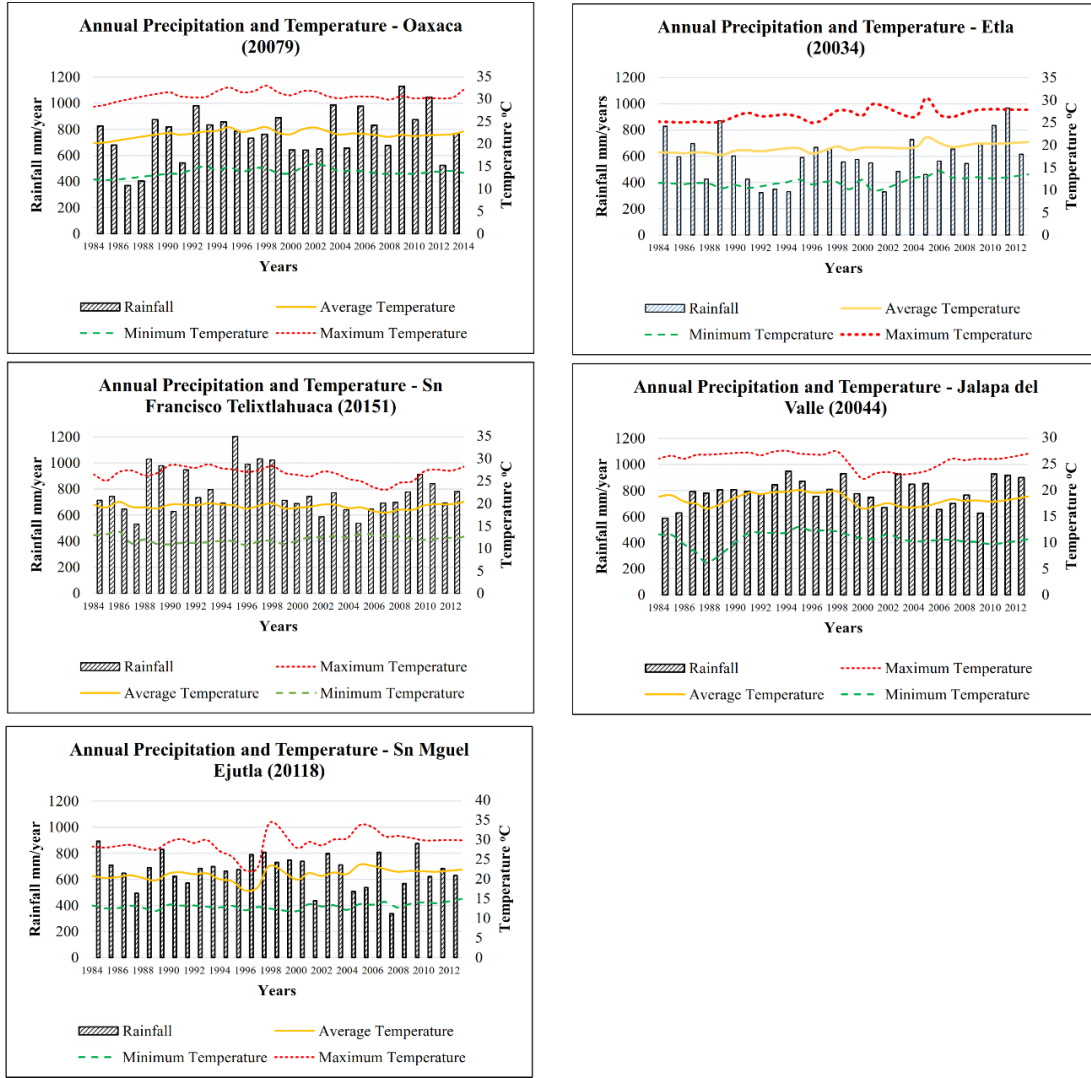 Annual Precipitation and Temperature - Oaxaca
(20079)
Rainfall mm/year
1200
1000
800
600
400
200
0
35
30
25
20
15
10
5
0
Temperature ºC
1984 1986 1988 1990 1992 1994 1996 1998 2000 2002 2004 2006 2008 2010 2012 2014
Years
Rainfall
Average Temperature
Minimum Temperature
Maximum Temperature
Annual Precipitation and Temperature - Etla
(20034)
Rainfall mm/years
1200
1000
800
600
400
200
0
35
30
25
20
15
10
5
0
Temperature ºC
1984 1986 1988 1990 1992 1994 1996 1998 2000 2002 2004 2006 2008 2010 2012
Years
Rainfall
Average Temperature
Minimum Temperature
Maximum Temperature
Annual Precipitation and Temperature - Sn
Francisco Telixtlahuaca (20151)
Rainfall mm/year
1200
1000
800
600
400
200
0
35
30
25
20
15
10
5
0
Temperature ºC
1984 1986 1988 1990 1992 1994 1996 1998 2000 2002 2004 2006 2008 2010 2012
Years
Rainfall
Maximum Temperature
Average Temperature
Minimum Temperature
Annual Precipitation and Temperature - Jalapa del
Valle (20044)
Rainfall mm/year
1200
1000
800
600
400
200
0
30
25
20
15
10
5
0
Temperature ºC
1984 1986 1988 1990 1992 1994 1996 1998 2000 2002 2004 2006 2008 2010 2012
Years
Rainfall
Maximum Temperature
Average Temperature
Minimum Temperature
Annual Precipitation and Temperature - Sn Mguel
Ejutla (20118)
Rainfall mm/year
1200
1000
800
600
400
200
0
40
35
30
25
20
15
10
5
0
Temperature ºC
1984 1986 1988 1990 1992 1994 1996 1998 2000 2002 2004 2006 2008 2010 2012
Years
Rainfall
Average Temperature
Minimum Temperature
Maximum Temperature